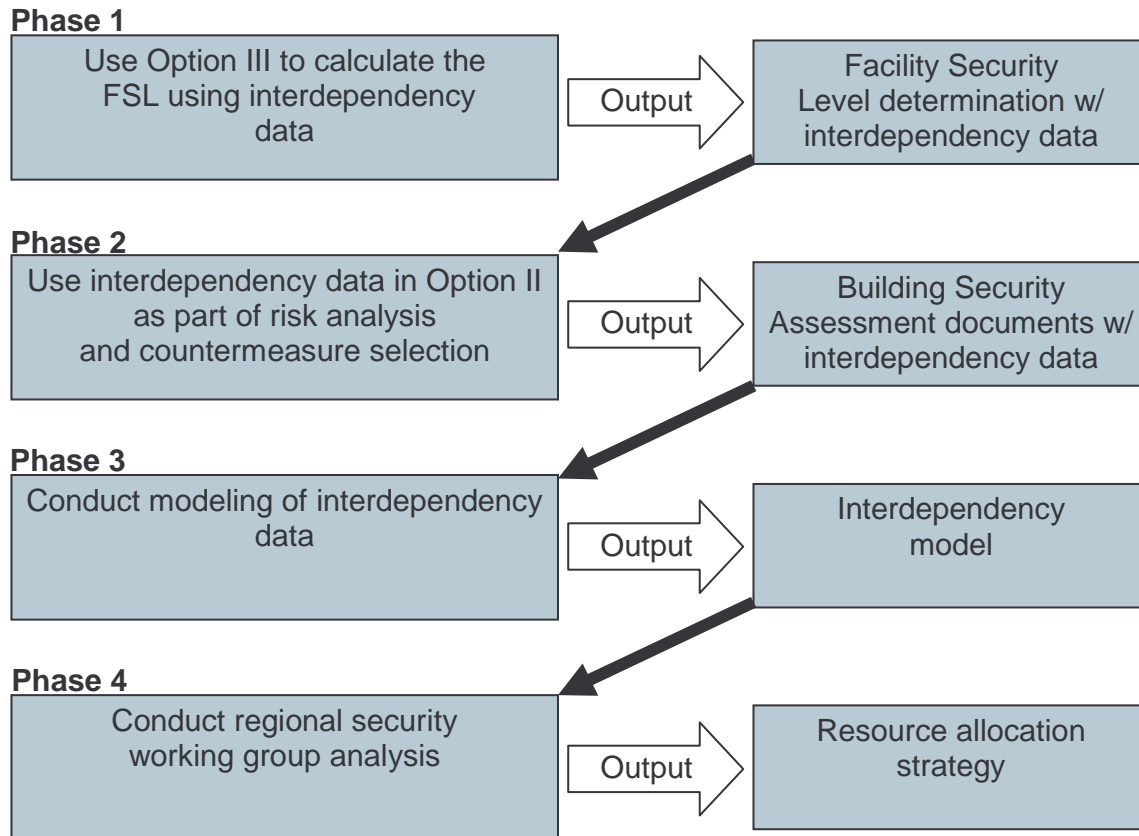 Phase 1
Use Option III to calculate the
FSL using interdependency
data
Output
Facility Security
Level determination w/
interdependency data
Phase 2
Use interdependency data in Option II
as part of risk analysis
and countermeasure selection
Output
Building Security
Assessment documents w/
interdependency data
Phase 3
Conduct modeling of interdependency
data
Output
Interdependency
model
Phase 4
Conduct regional security
working group analysis
Output
Resource allocation
strategy